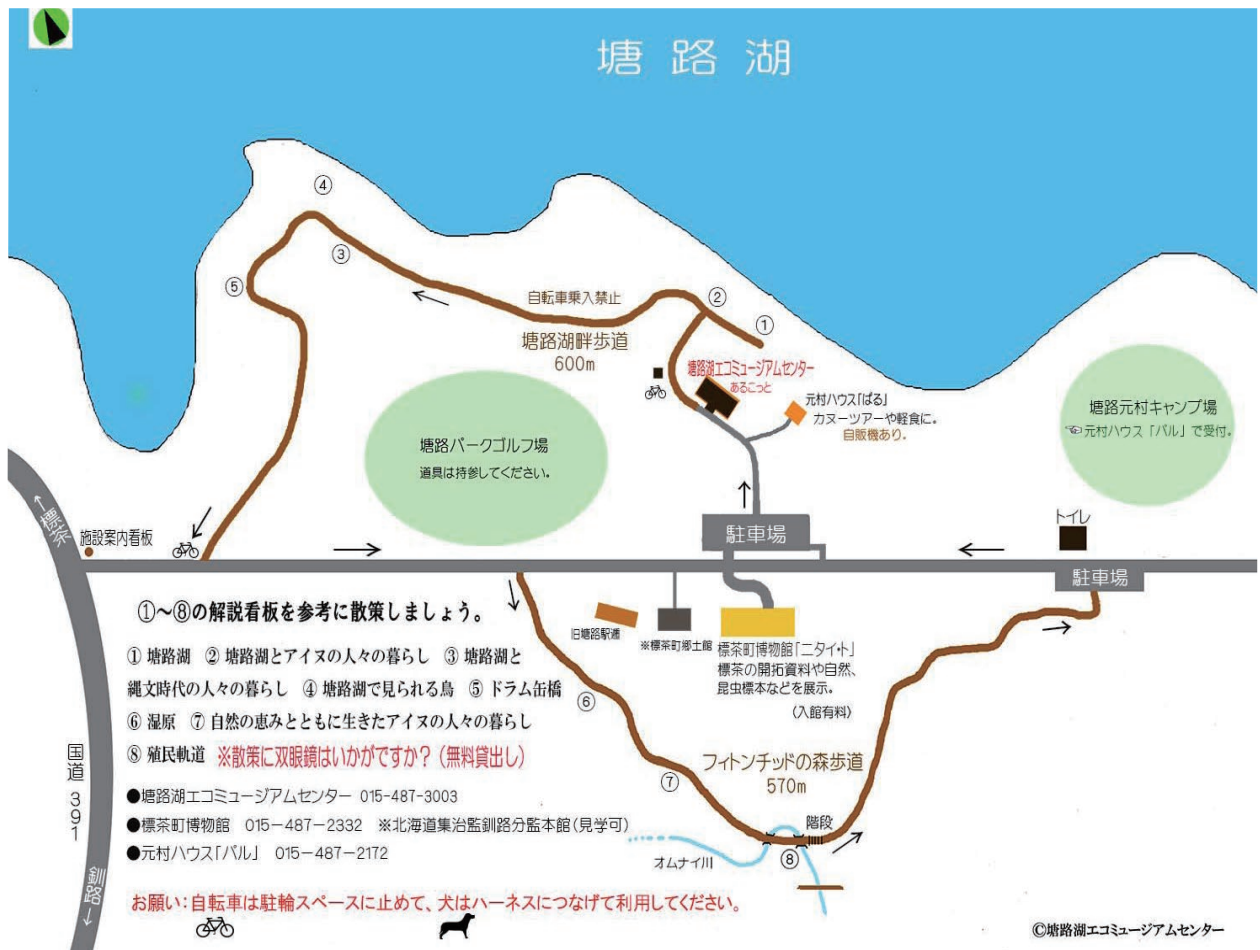 塘路湖
④
③
⑤
自転車乗入禁止
②
①
塘路湖畔歩道
600m
塘路湖エコミュージアムセンター
あるこっと
元村ハウス「ぱる」
カヌーツアーや軽食に。
自販機あり。
塘路元村キャンプ場
☜元村ハウス「パル」で受付。
塘路パークゴルフ場
道具は持参してください。
←標茶
施設案内看板
駐車場
トイレ
駐車場
①～⑧の解説看板を参考に散策しましょう。
① 塘路湖 ② 塘路湖とアイヌの人々の暮らし ③ 塘路湖と
縄文時代の人々の暮らし ④ 塘路湖で見られる鳥 ⑤ ドラム缶橋
⑥ 湿原 ⑦ 自然の恵みとともに生きたアイヌの人々の暮らし
⑧ 殖民軌道 ※散策に双眼鏡はいかがですか？（無料貸出し）
旧塘路駅逓
※標茶町郷土館
標茶町博物館「ニタイ・ト」
標茶の開拓資料や自然、
昆虫標本などを展示。
(入館有料)
⑥
⑦
フィトンチッドの森歩道
570m
階段
⑧
オムナイ川
国道391
釧路→
●塘路湖エコミュージアムセンター 015-487-3003
●標茶町博物館 015-487-2332 ※北海道集治監釧路分監本館(見学可)
●元村ハウス「パル」 015-487-2172
お願い：自転車は駐輪スペースに止めて、犬はハーネスにつなげて利用してください。
©塘路湖エコミュージアムセンター